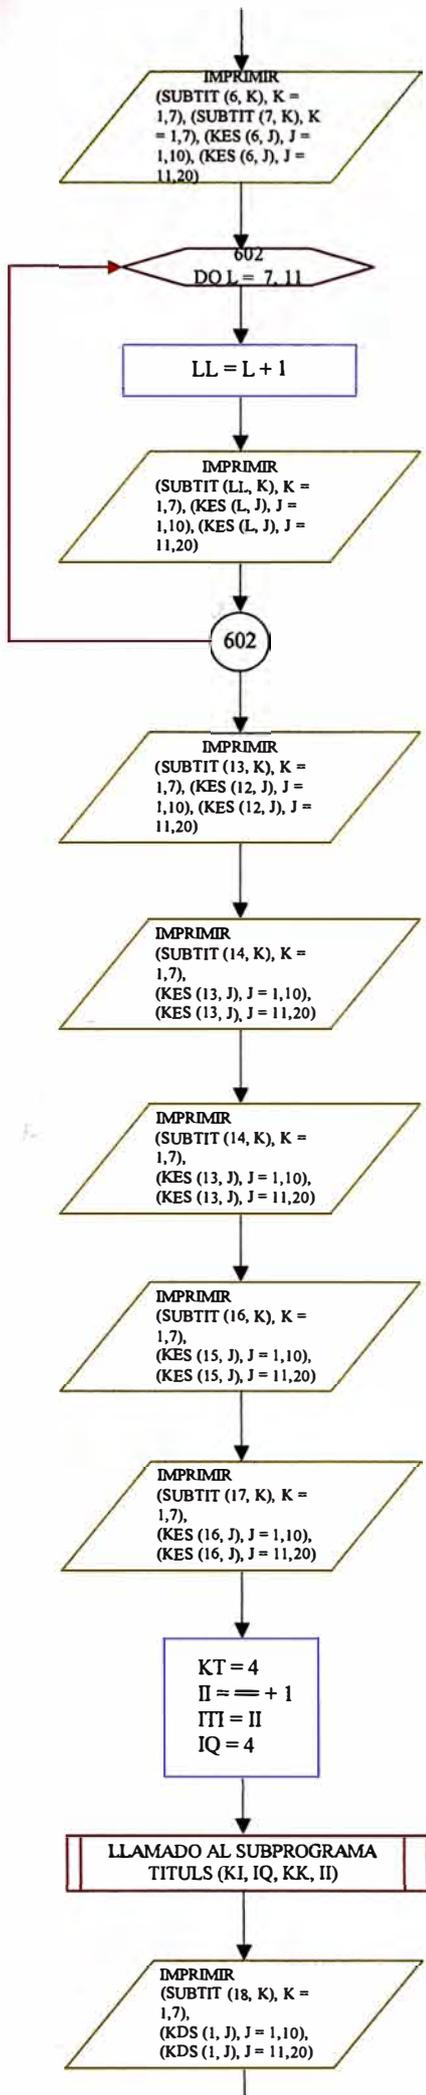 IMPRIMIR
(SUBTIT (6, K), K =
1,7), (SUBTIT (7, K), K
= 1,7), (KES (6, J), J =
1,10), (KES (6, J), J =
11,20)
602
DO L = 7, 11
LL = L + 1
IMPRIMIR
(SUBTIT (LL, K), K =
1,7), (KES (L, J), J =
1,10), (KES (L, J), J =
11,20)
602
IMPRIMIR
(SUBTIT (13, K), K =
1,7), (KES (12, J), J =
1,10), (KES (12, J), J =
11,20)
IMPRIMIR
(SUBTIT (14, K), K =
1,7),
(KES (13, J), J = 1,10),
(KES (13, J), J = 11,20)
IMPRIMIR
(SUBTIT (14, K), K =
1,7),
(KES (13, J), J = 1,10),
(KES (13, J), J = 11,20)
IMPRIMIR
(SUBTIT (16, K), K =
1,7),
(KES (15, J), J = 1,10),
(KES (15, J), J = 11,20)
IMPRIMIR
(SUBTIT (17, K), K =
1,7),
(KES (16, J), J = 1,10),
(KES (16, J), J = 11,20)
KT = 4
II = == + 1
ITI = II
IQ = 4
LLAMADO AL SUBPROGRAMA
TITULS (KI, IQ, KK, II)
IMPRIMIR
(SUBTIT (18, K), K =
1,7),
(KDS (1, J), J = 1,10),
(KDS (1, J), J = 11,20)